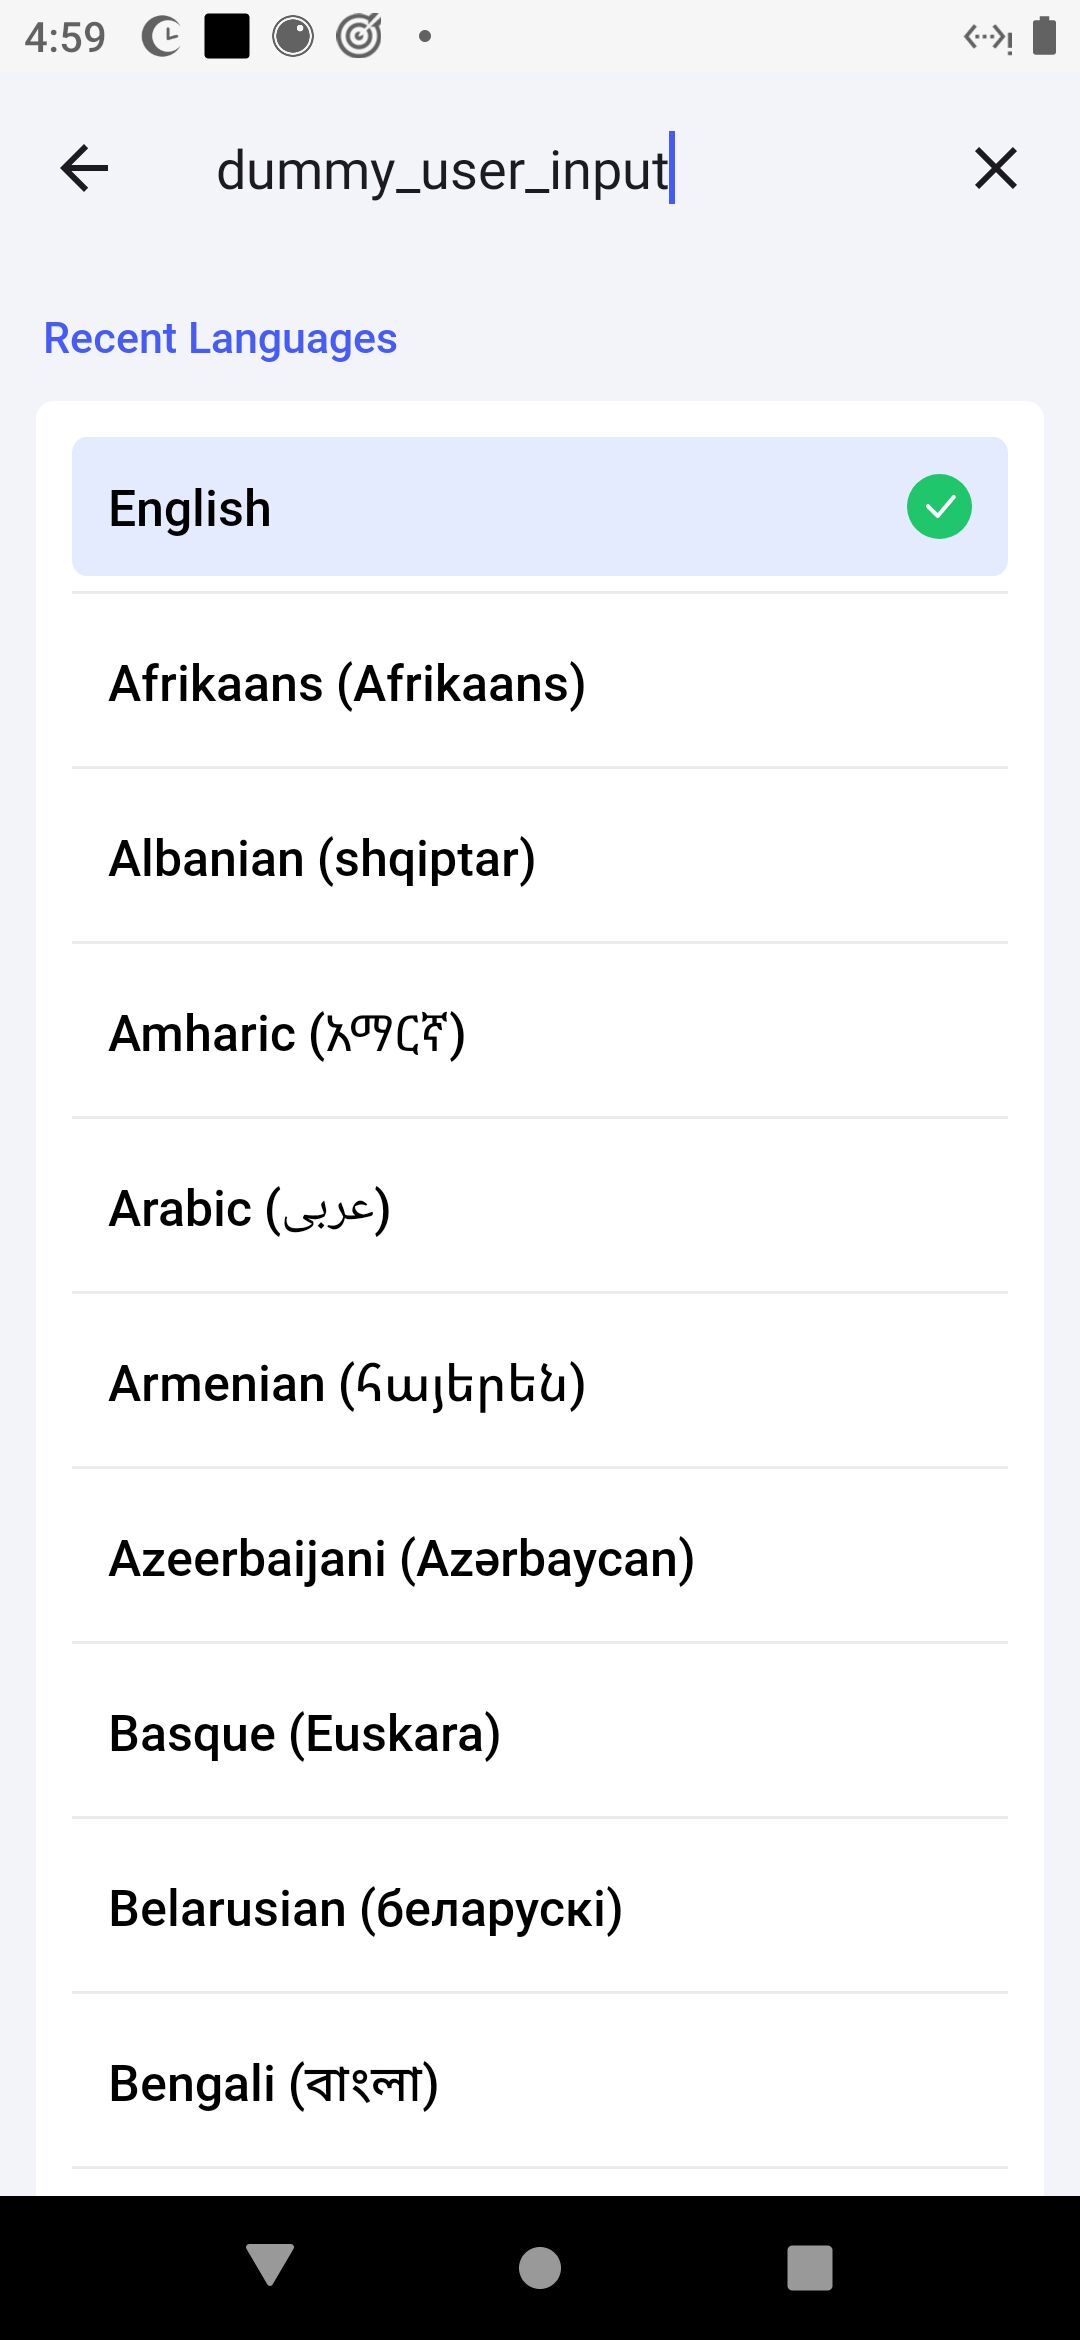 4:59
dummy_user_input
Recent Languages
English
Afrikaans (Afrikaans)
Albanian (shqiptar)
Amharic (አማርኛ)
Arabic (عربى)
Armenian (հայերեն)
Azeerbaijani (Azərbaycan)
Basque (Euskara)
Belarusian (беларускі)
Bengali (বাংলা)